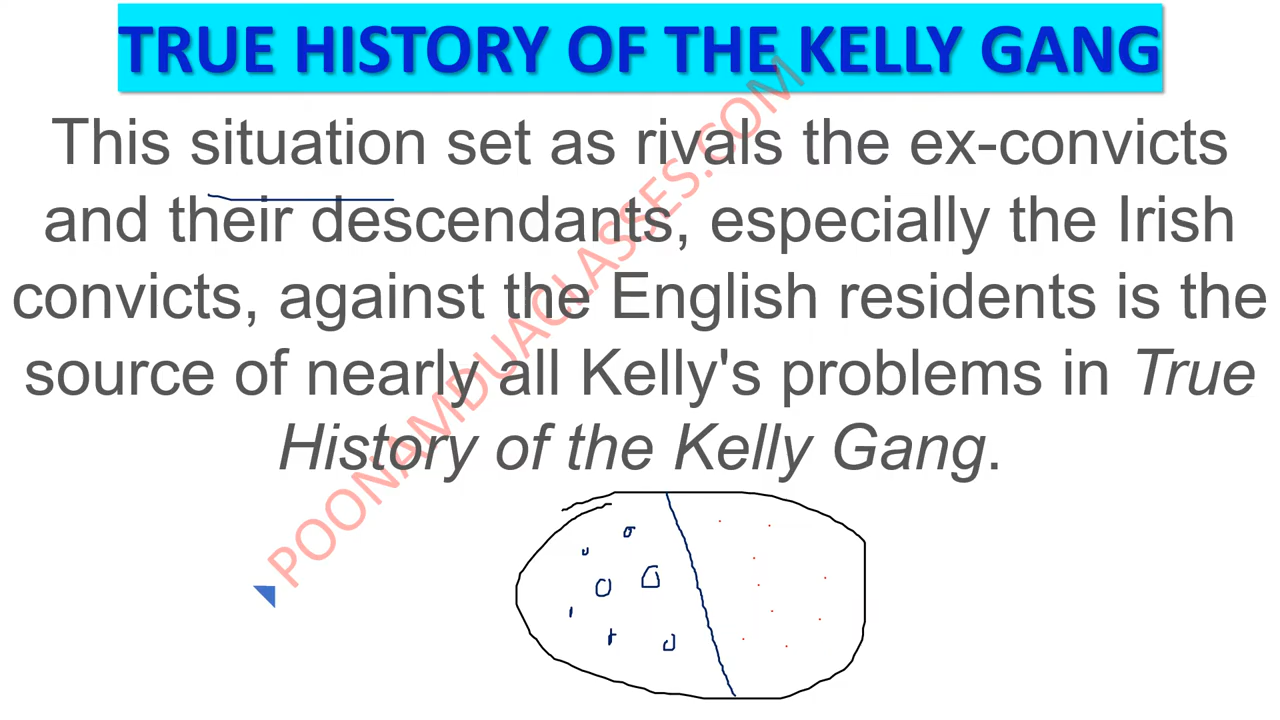 TRUE HISTORY OF THE KELLY GANG
This situation set as rivals the ex-convicts
and their descendants, especially the Irish
convicts, against the English residents is the
source of nearly all Kelly's problems in True
History of the Kelly Gang.
POONAMDUACLASSES.COM